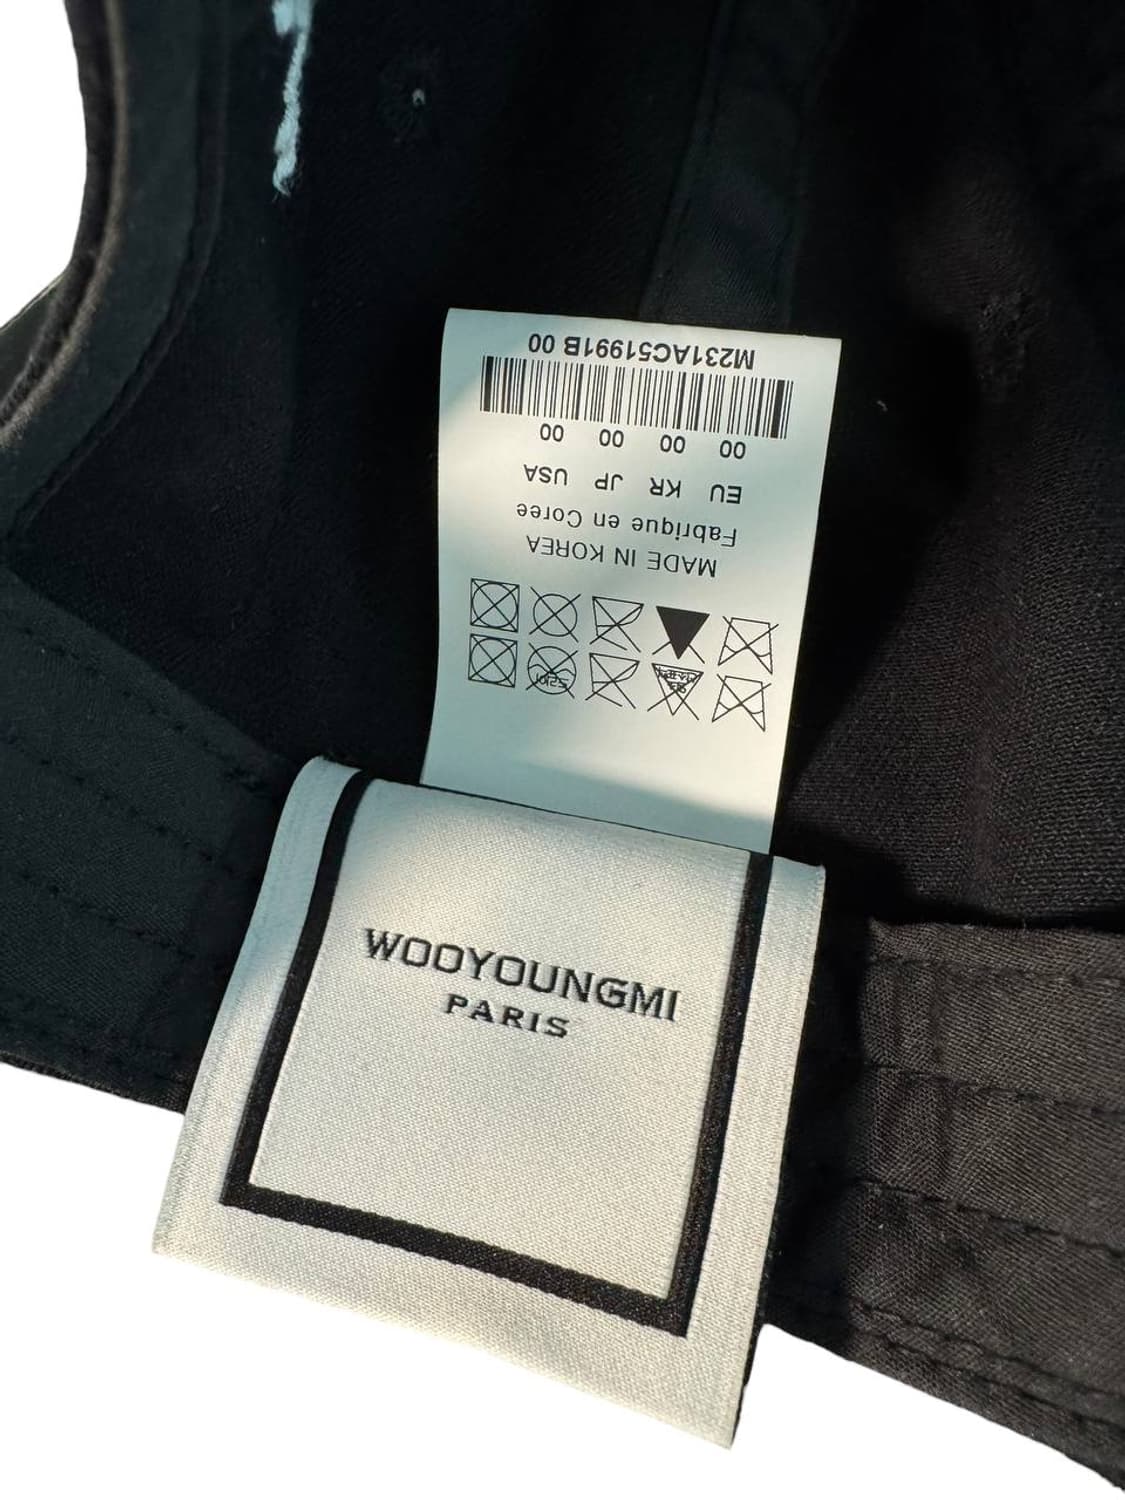 WOOYOUNGMI
PARIS
MADE IN KOREA
Fabrique en Coree
EU KR JP USA
00 00 00 00
M231AC51991B 00